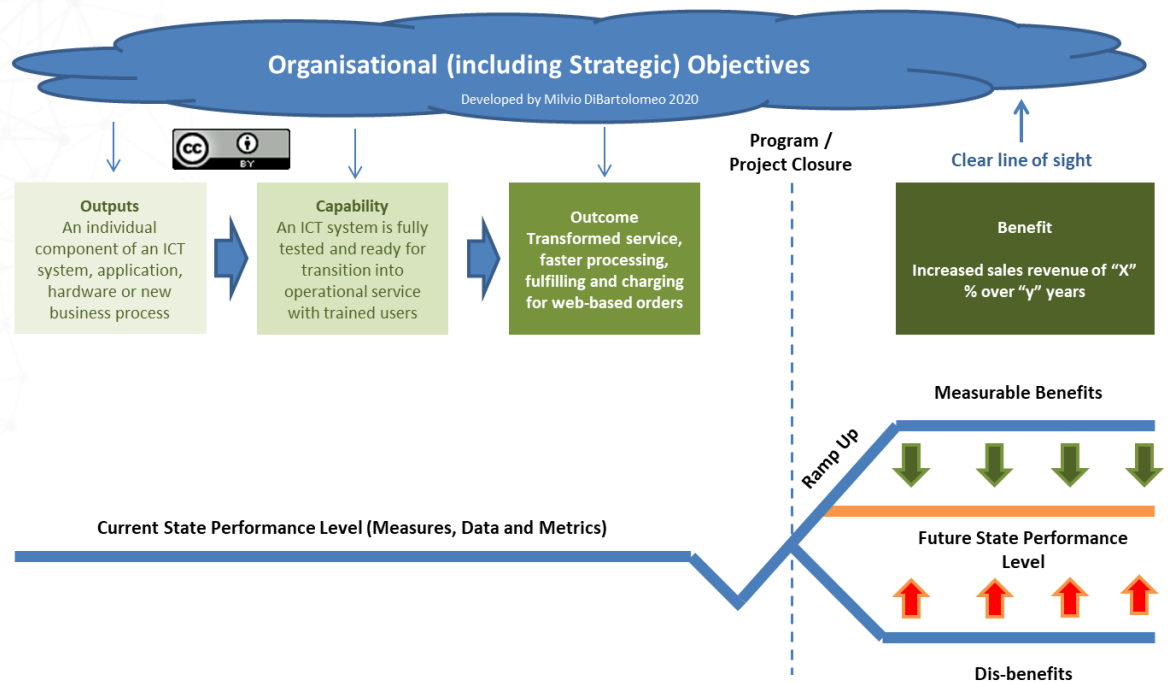 Organisational (including Strategic) Objectives
Developed by Milvio DiBartolomeo 2020
cc
BY
Program /
Project Closure
Clear line of sight
Outputs
An individual
component of an ICT
system, application,
hardware or new
business process
Capability
An ICT system is fully
tested and ready for
transition into
operational service
with trained users
Outcome
Transformed service,
faster processing,
fulfilling and charging
for web-based orders
Benefit
Increased sales revenue of “X”
% over “y” years
Measurable Benefits
Ramp Up
Current State Performance Level (Measures, Data and Metrics)
Future State Performance
Level
Dis-benefits